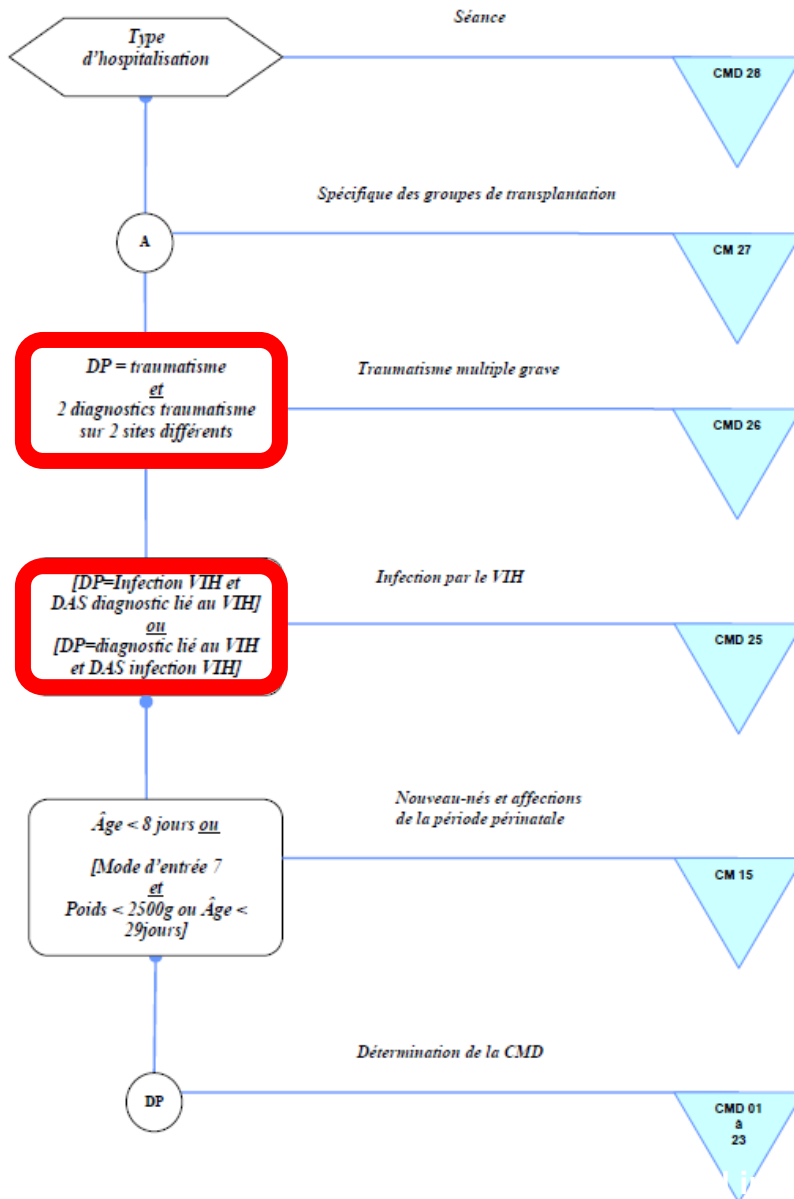 Type
d'hospitalisation
Séance
CMD 28
Spécifique des groupes de transplantation
A
CM 27
DP = traumatisme
et
2 diagnostics traumatisme
sur 2 sites différents
Traumatisme multiple grave
CMD 26
[DP=Infection VIH et
DAS diagnostic lié au VIH]
ou
[DP=diagnostic lié au VIH
et DAS infection VIH]
Infection par le VIH
CMD 25
Âge < 8 jours ou
[Mode d'entrée 7
et
Poids < 2500g ou Âge <
29jours]
Nouveau-nés et affections
de la période périnatale
CM 15
Détermination de la CMD
DP
CMD 01
à
23